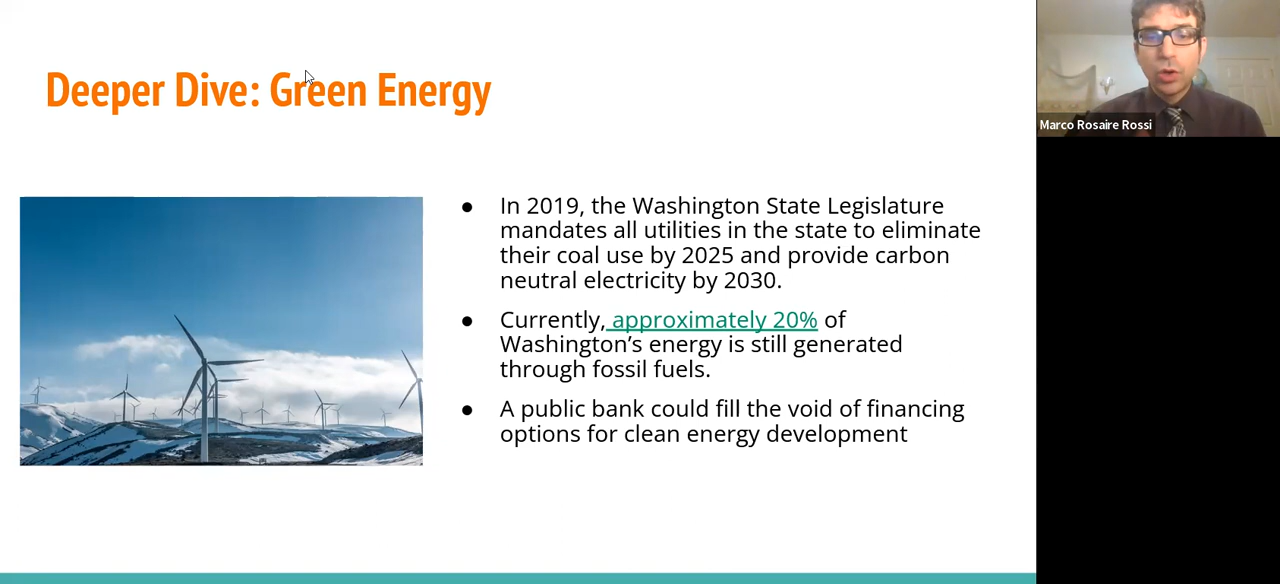 Deeper Dive: Green Energy
Marco Rosaire Rossi
● In 2019, the Washington State Legislature
mandates all utilities in the state to eliminate
their coal use by 2025 and provide carbon
neutral electricity by 2030.
● Currently, approximately 20% of
Washington’s energy is still generated
through fossil fuels.
● A public bank could fill the void of financing
options for clean energy development